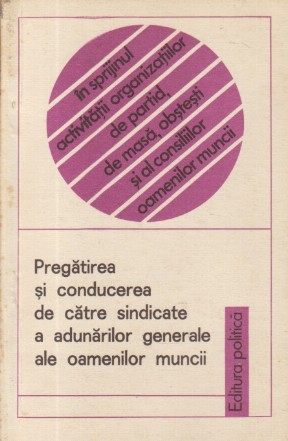 în sprijinul
activității organizațiilor
de partid,
de masă, obștești
și al consiliilor
oamenilor muncii
Pregătirea
și conducerea
de către sindicate
a adunărilor generale
ale oamenilor muncii
Editura politică